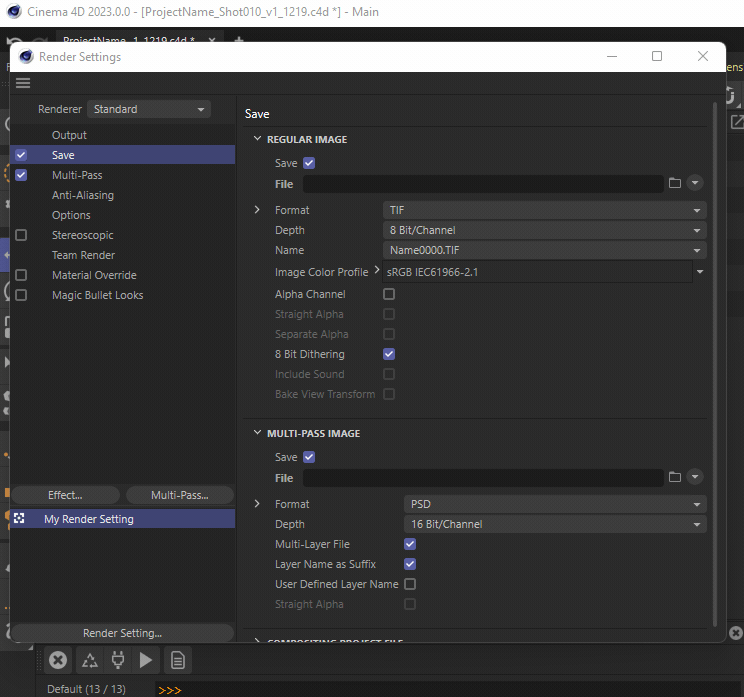 Cinema 4D 2023.0.0 - [ProjectName_Shot010_v1_1219.c4d *] - Main
Render Settings
Renderer Standard
Output
Save
Multi-Pass
Anti-Aliasing
Options
Stereoscopic
Team Render
Material Override
Magic Bullet Looks
Effect... Multi-Pass...
My Render Setting
Render Setting...
Save
REGULAR IMAGE
Save
File
Format TIF
Depth 8 Bit/Channel
Name Name0000.TIF
Image Color Profile sRGB IEC61966-2.1
Alpha Channel
Straight Alpha
Separate Alpha
8 Bit Dithering
Include Sound
Bake View Transform
MULTI-PASS IMAGE
Save
File
Format PSD
Depth 16 Bit/Channel
Multi-Layer File
Layer Name as Suffix
User Defined Layer Name
Straight Alpha
COMPOSITING PROJECT FILE
Default (13 / 13) >>>